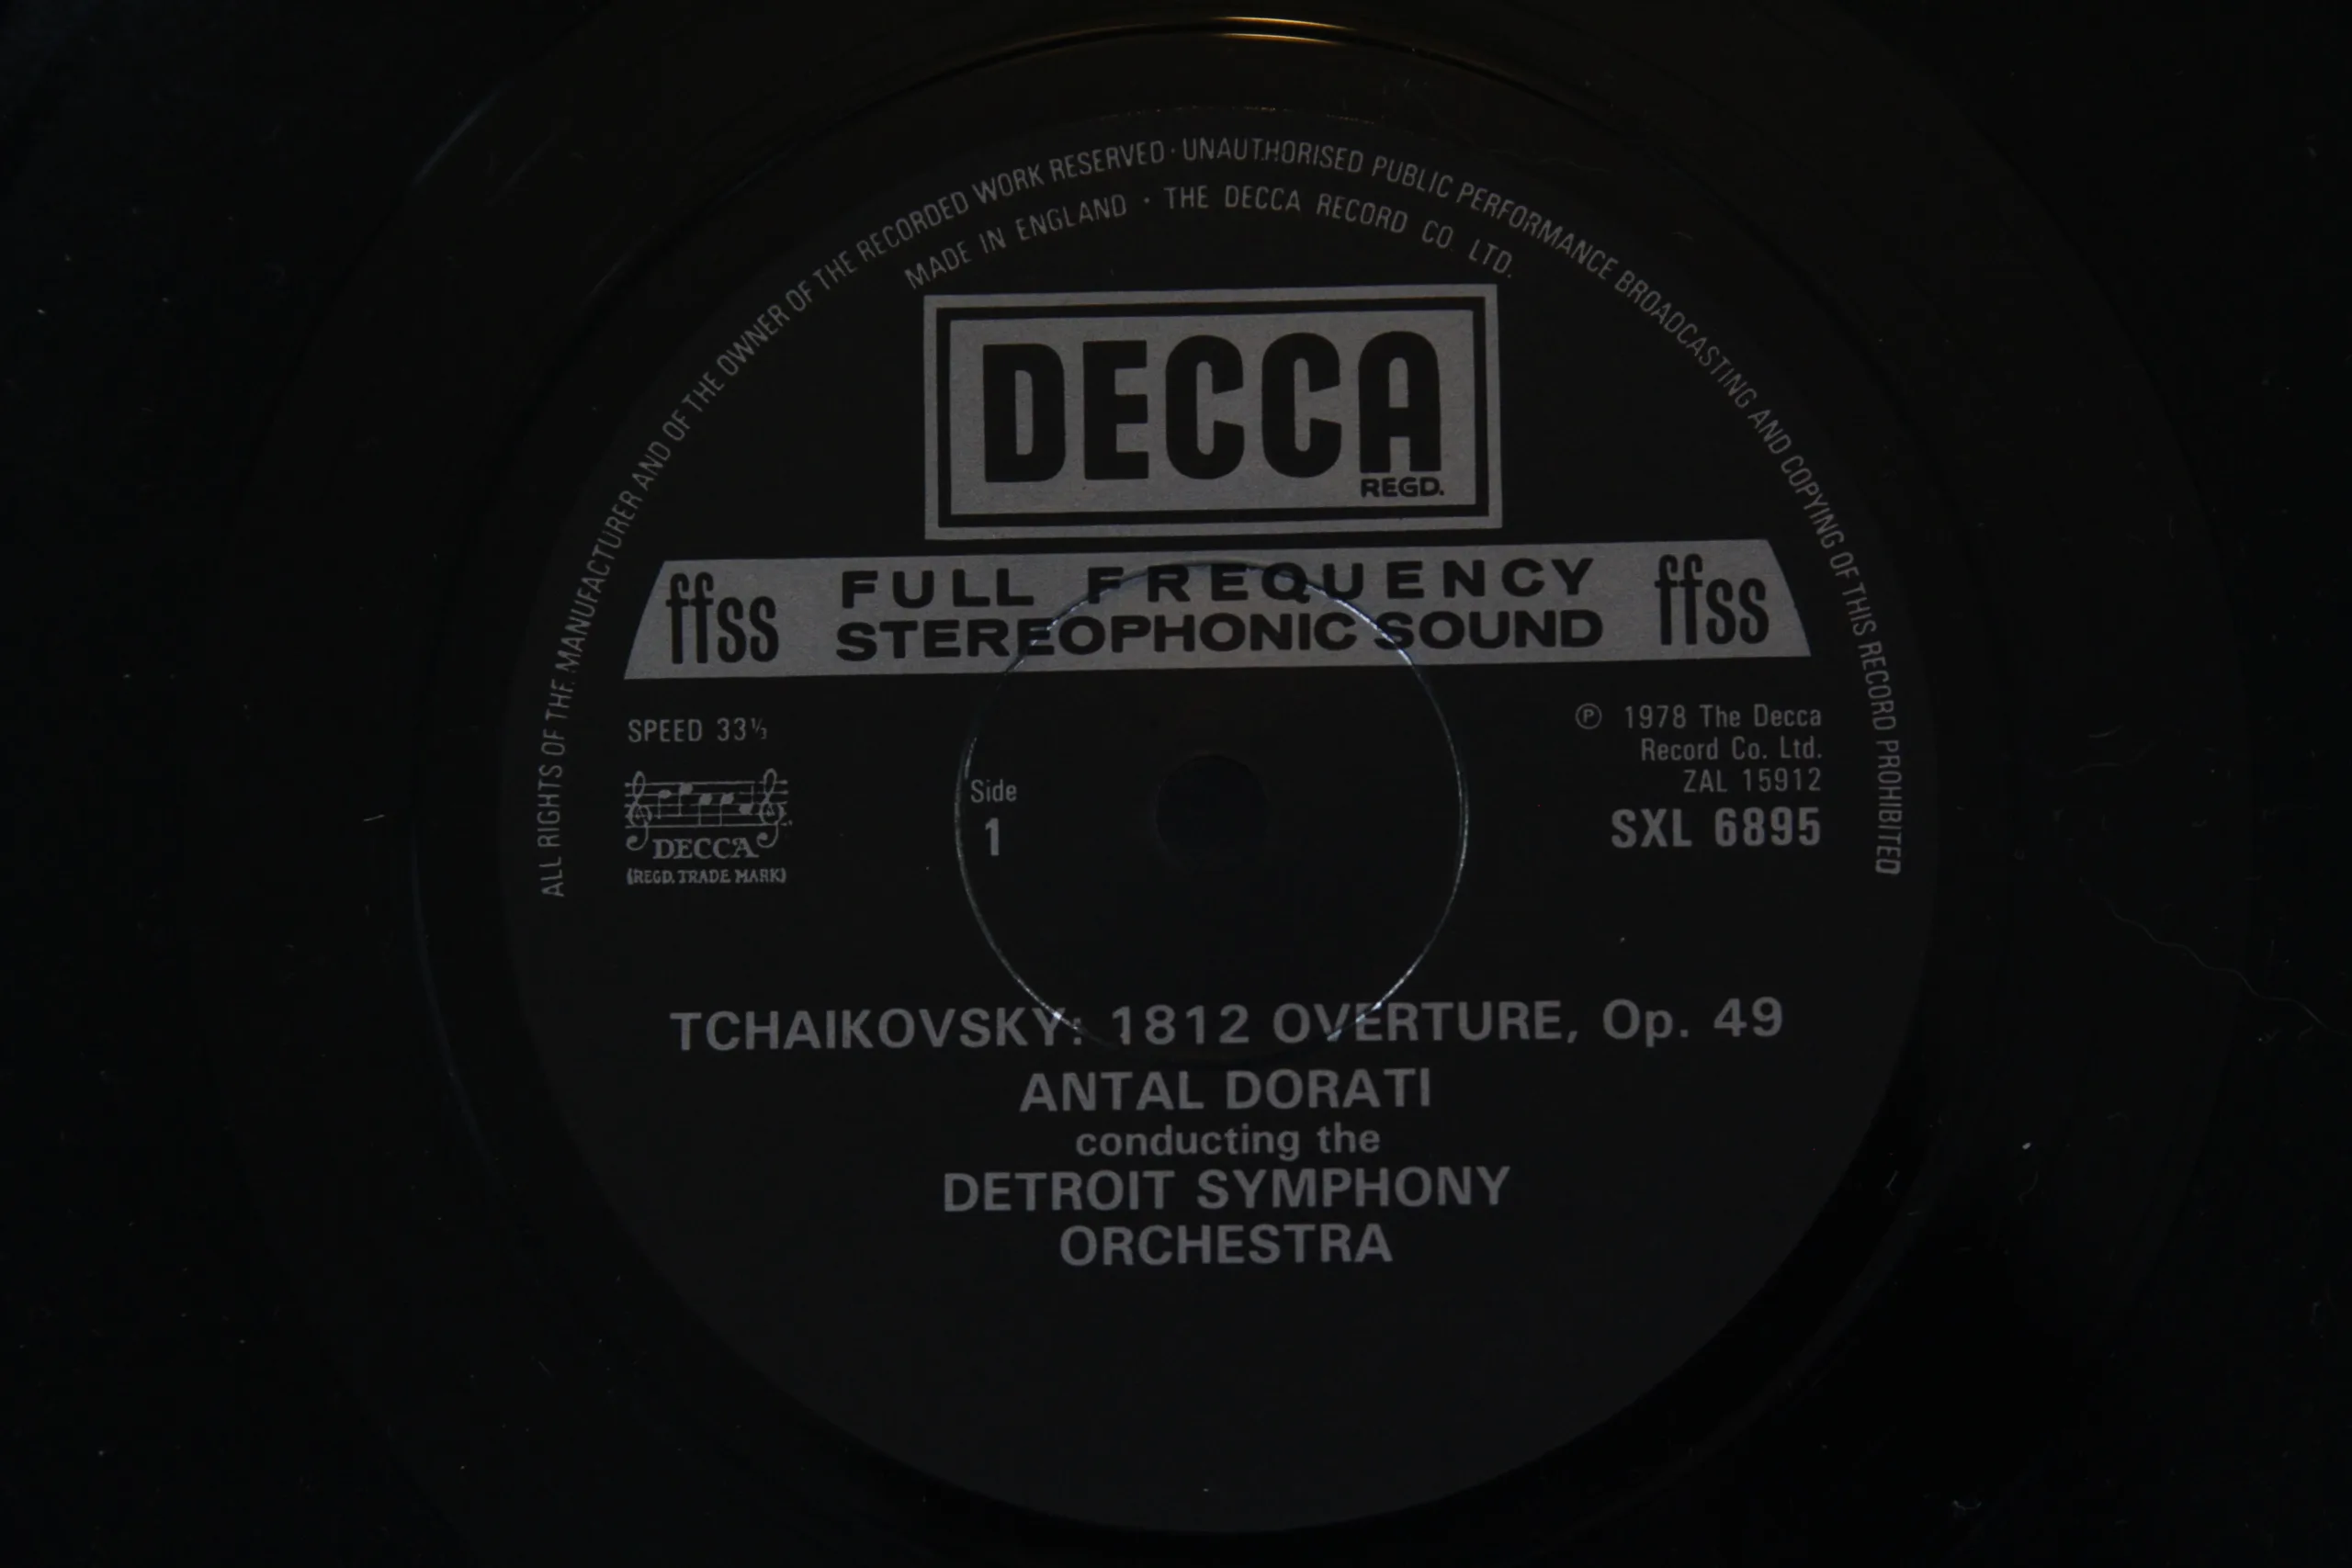 ALL RIGHTS OF THE MANUFACTURER AND OF THE OWNER OF THE RECORDED WORK RESERVED · UNAUTHORISED PUBLIC PERFORMANCE BROADCASTING AND COPYING OF THIS RECORD PROHIBITED
MADE IN ENGLAND · THE DECCA RECORD CO. LTD.
DECCA
REGD.
ffss FULL FREQUENCY STEREOPHONIC SOUND ffss
SPEED 33⅓
DECCA
(REGD. TRADE MARK)
Side
1
℗ 1978 The Decca
Record Co. Ltd.
ZAL 15912
SXL 6895
TCHAIKOVSKY: 1812 OVERTURE, Op. 49
ANTAL DORATI
conducting the
DETROIT SYMPHONY
ORCHESTRA